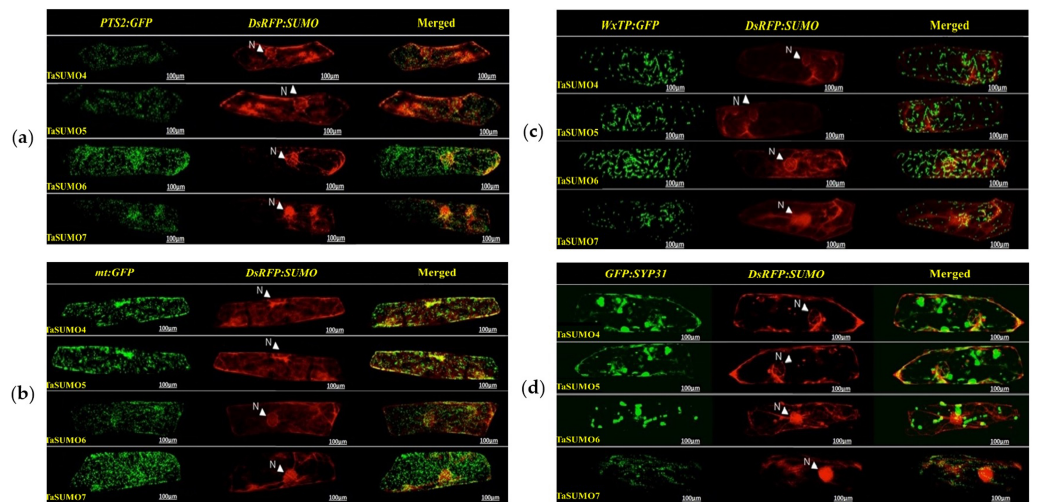 (a)
PTS2:GFP DsRFP:SUMO Merged
N
TaSUMO4 100μm 100μm 100μm
N
TaSUMO5 100μm 100μm 100μm
N
TaSUMO6 100μm 100μm 100μm
N
TaSUMO7 100μm 100μm 100μm
(b)
mt:GFP DsRFP:SUMO Merged
N
TaSUMO4 100μm 100μm 100μm
N
TaSUMO5 100μm 100μm 100μm
N
TaSUMO6 100μm 100μm 100μm
N
TaSUMO7 100μm 100μm 100μm
(c)
WxTP:GFP DsRFP:SUMO Merged
N
TaSUMO4 100μm 100μm 100μm
N
TaSUMO5 100μm 100μm 100μm
N
TaSUMO6 100μm 100μm 100μm
N
TaSUMO7 100μm 100μm 100μm
(d)
GFP:SYP31 DsRFP:SUMO Merged
N
TaSUMO4 100μm 100μm 100μm
N
TaSUMO5 100μm 100μm 100μm
N
TaSUMO6 100μm 100μm 100μm
N
TaSUMO7 100μm 100μm 100μm